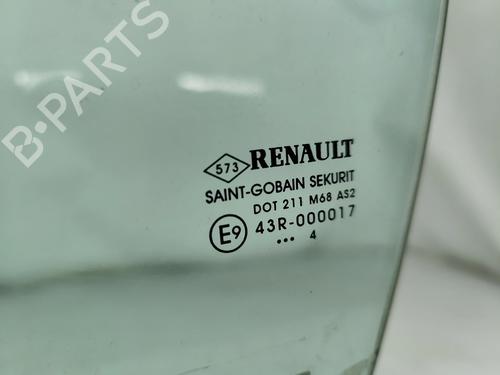 B-PARTS
573 RENAULT
SAINT-GOBAIN SEKURIT
DOT 211 M68 AS2
E9 43R-000017
... 4